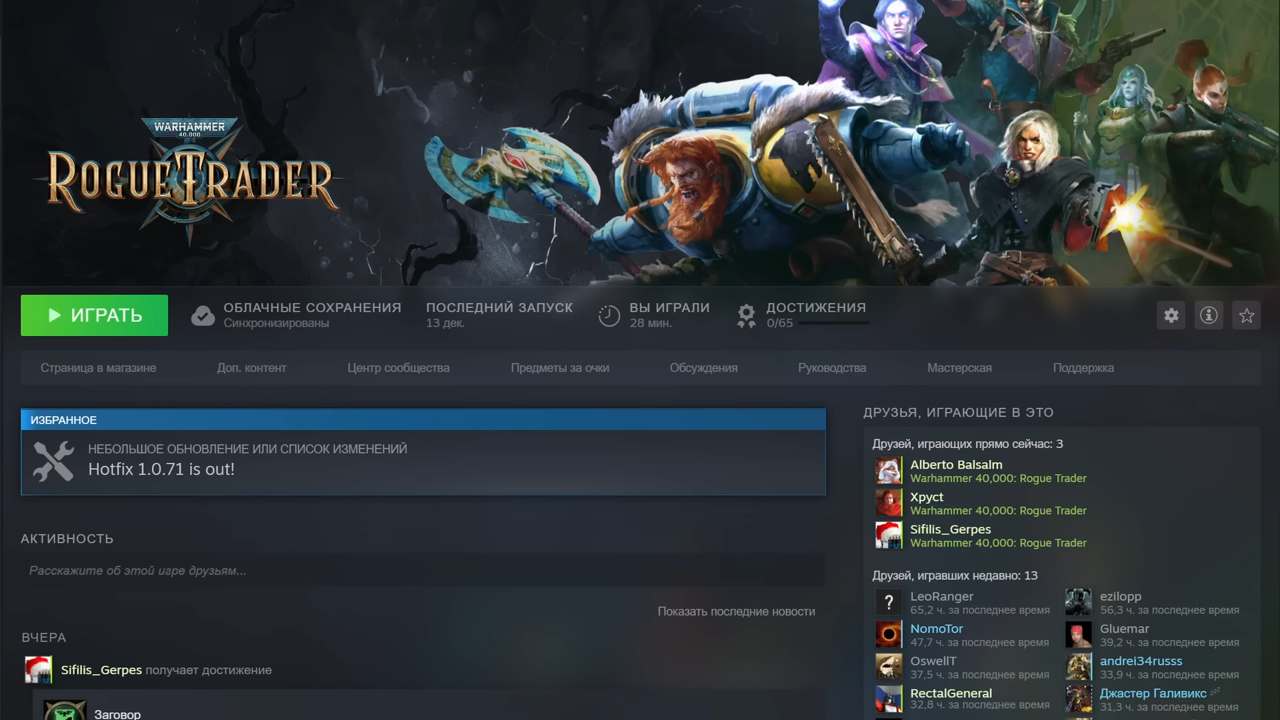 WARHAMMER
40,000
ROGUE TRADER
ИГРАТЬ
ОБЛАЧНЫЕ СОХРАНЕНИЯ
Синхронизированы
ПОСЛЕДНИЙ ЗАПУСК
13 дек.
ВЫ ИГРАЛИ
28 мин.
ДОСТИЖЕНИЯ
0/65
Страница в магазине
Доп. контент
Центр сообщества
Предметы за очки
Обсуждения
Руководства
Мастерская
Поддержка
ИЗБРАННОЕ
НЕБОЛЬШОЕ ОБНОВЛЕНИЕ ИЛИ СПИСОК ИЗМЕНЕНИЙ
Hotfix 1.0.71 is out!
АКТИВНОСТЬ
Расскажите об этой игре друзьям...
Показать последние новости
ВЧЕРА
Sifilis_Gerpes получает достижение
Заговор
ДРУЗЬЯ, ИГРАЮЩИЕ В ЭТО
Друзей, играющих прямо сейчас: 3
Alberto Balsalm
Warhammer 40,000: Rogue Trader
Хруст
Warhammer 40,000: Rogue Trader
Sifilis_Gerpes
Warhammer 40,000: Rogue Trader
Друзей, игравших недавно: 13
LeoRanger
65,2 ч. за последнее время
ezilopp
56,3 ч. за последнее время
NomoTor
47,7 ч. за последнее время
Gluemar
39,2 ч. за последнее время
OswellT
37,5 ч. за последнее время
andrei34russs
33,9 ч. за последнее время
RectalGeneral
32,8 ч. за последнее время
Джастер Галивикс
31,3 ч. за последнее время